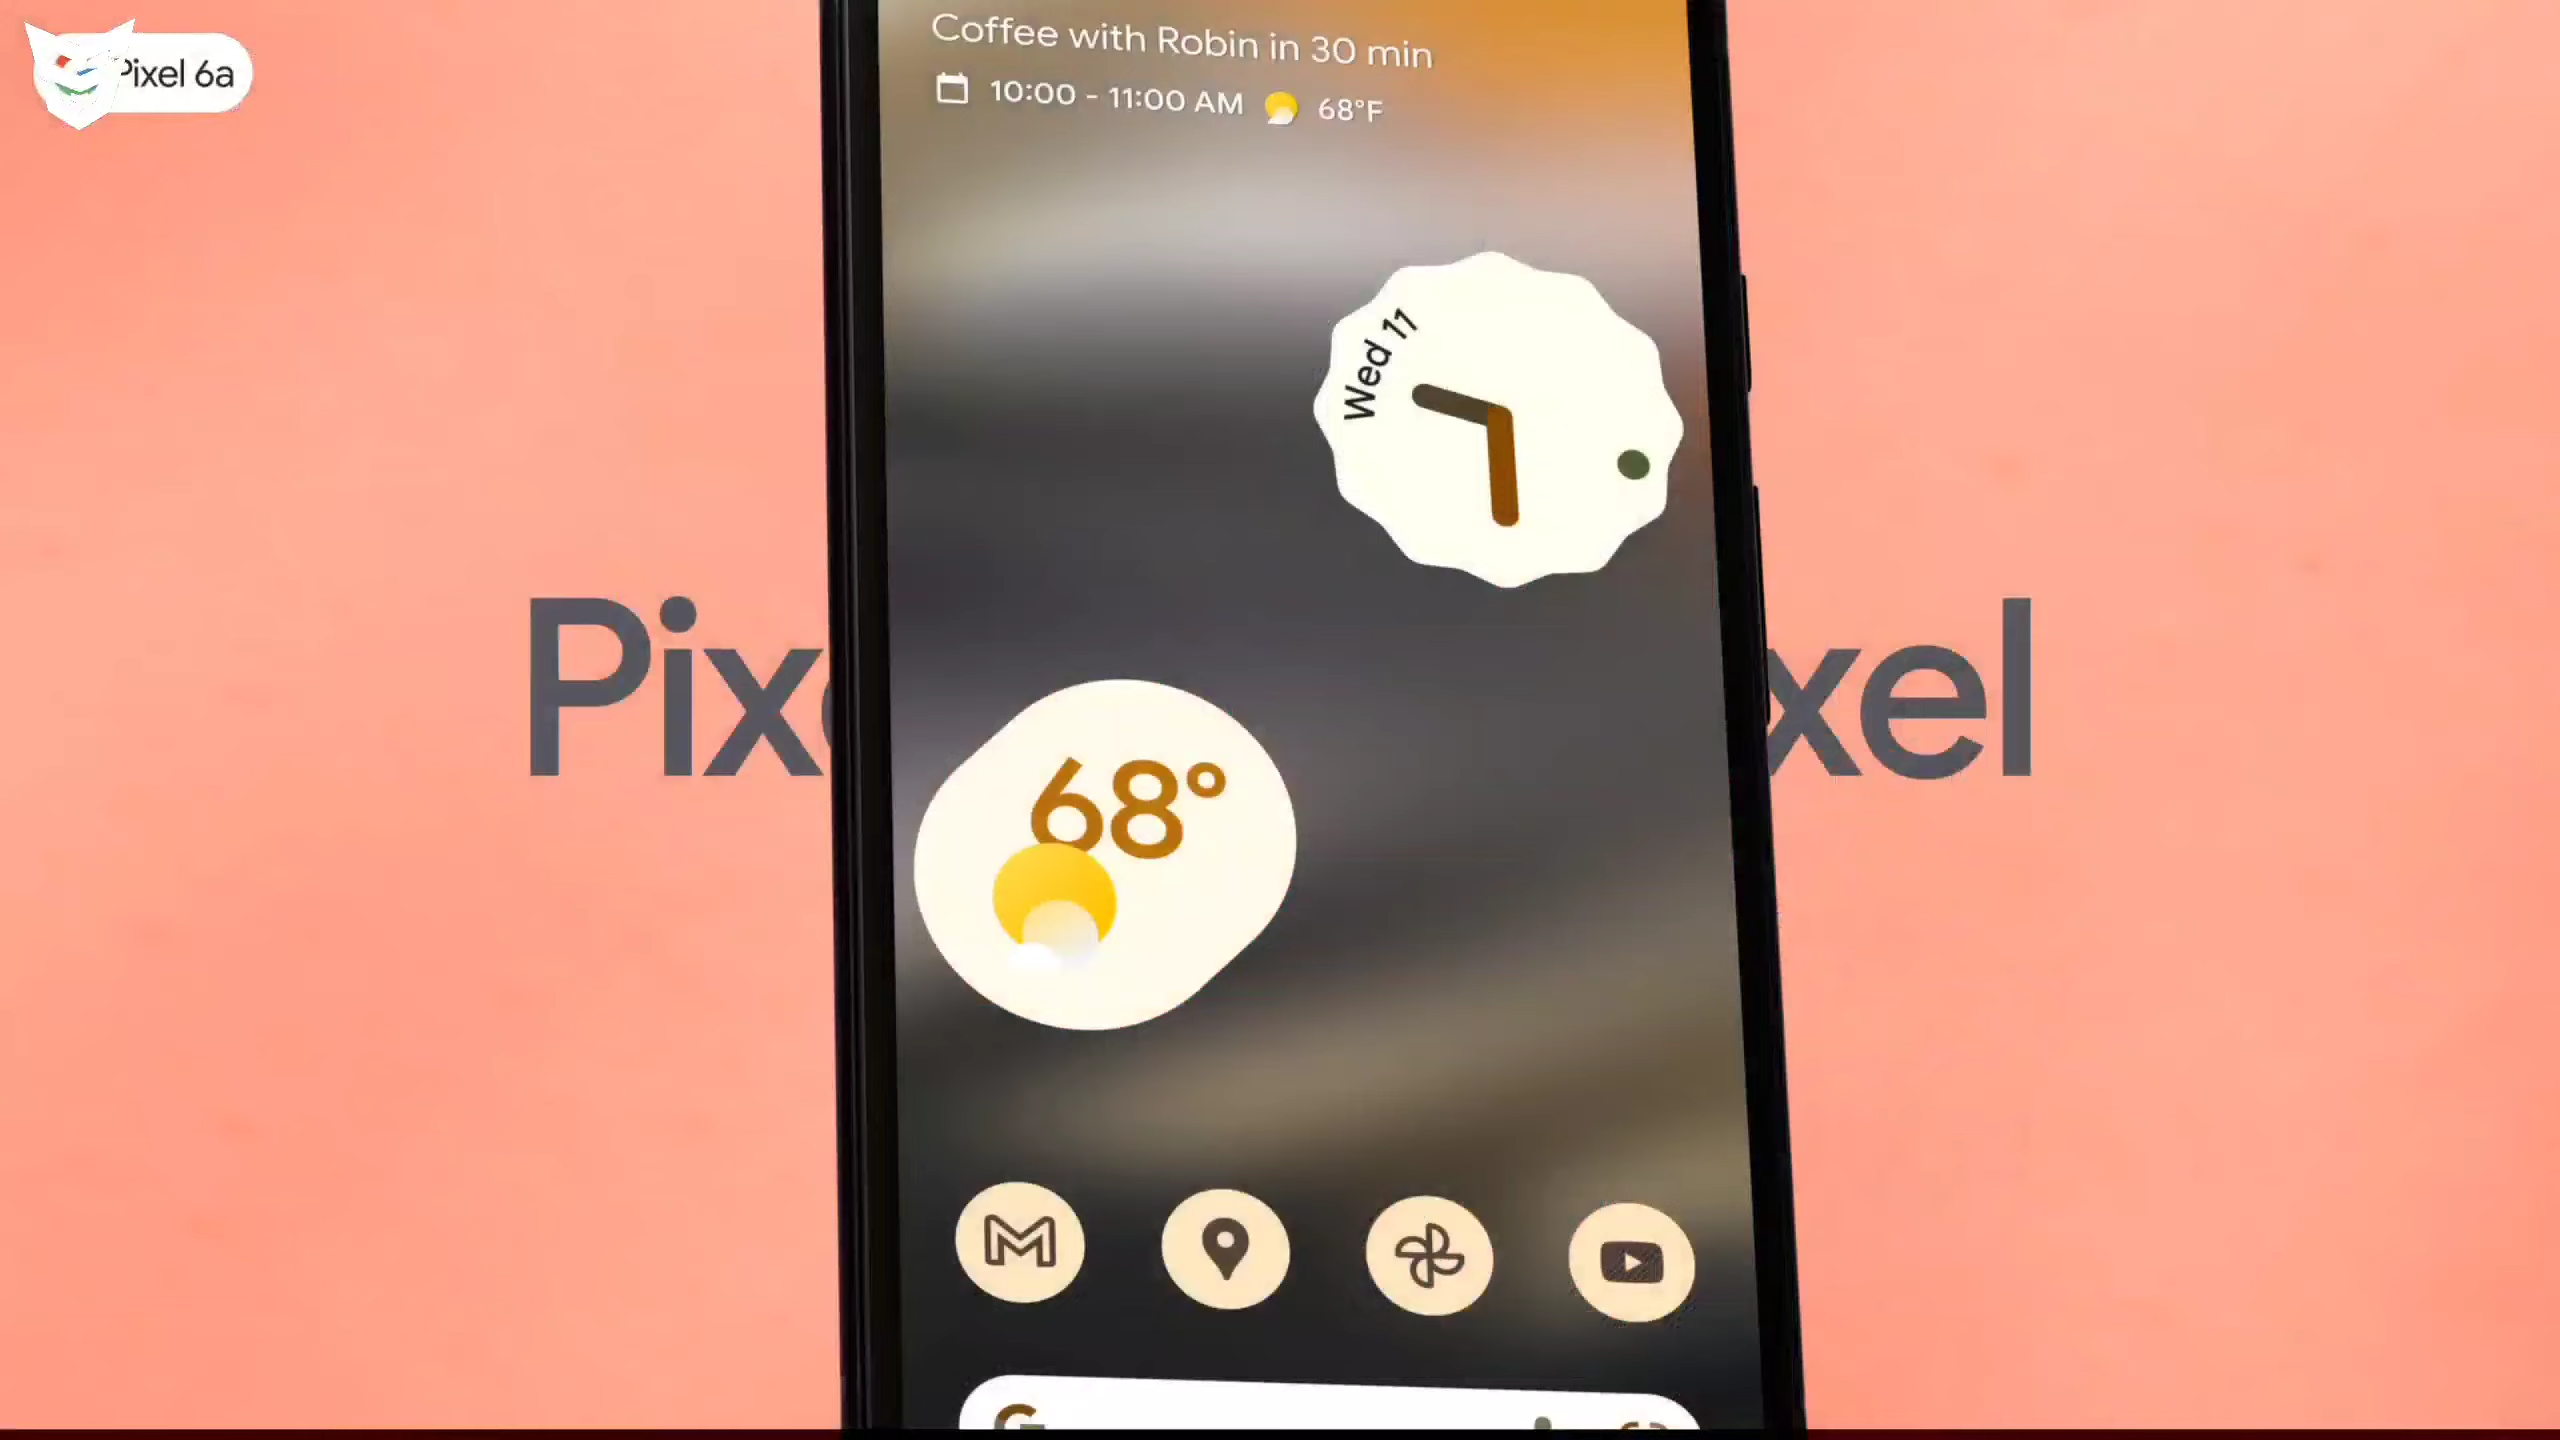 Pixel 6a
Coffee with Robin in 30 min
10:00 - 11:00 AM 68°F
Wed 11
Pix xel
68°